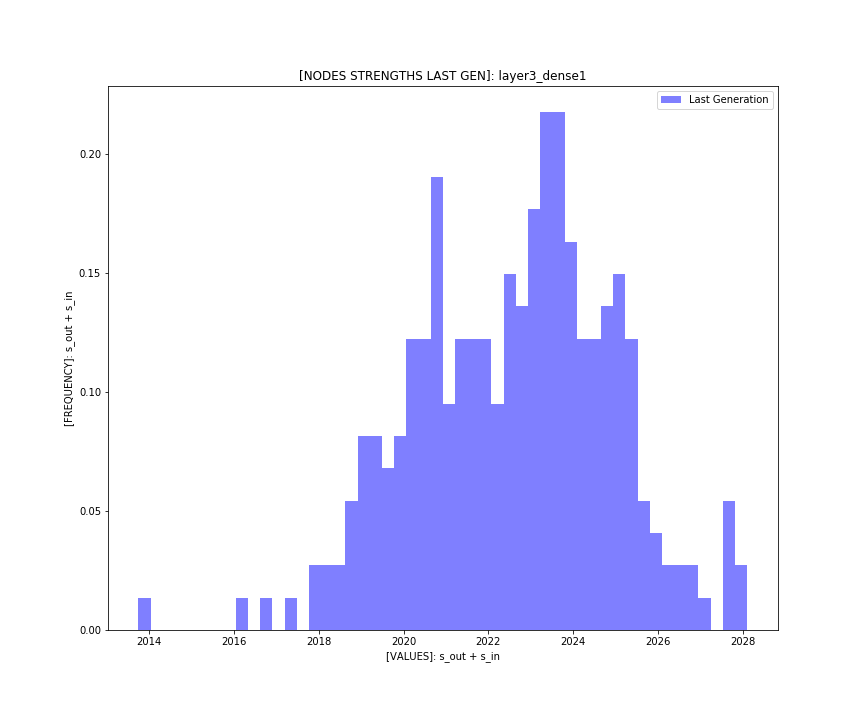 [NODES STRENGTHS LAST GEN]: layer3_dense1
Last Generation
0.20
0.15
0.10
0.05
0.00
[FREQUENCY]: s_out + s_in
2014 2016 2018 2020 2022 2024 2026 2028
[VALUES]: s_out + s_in